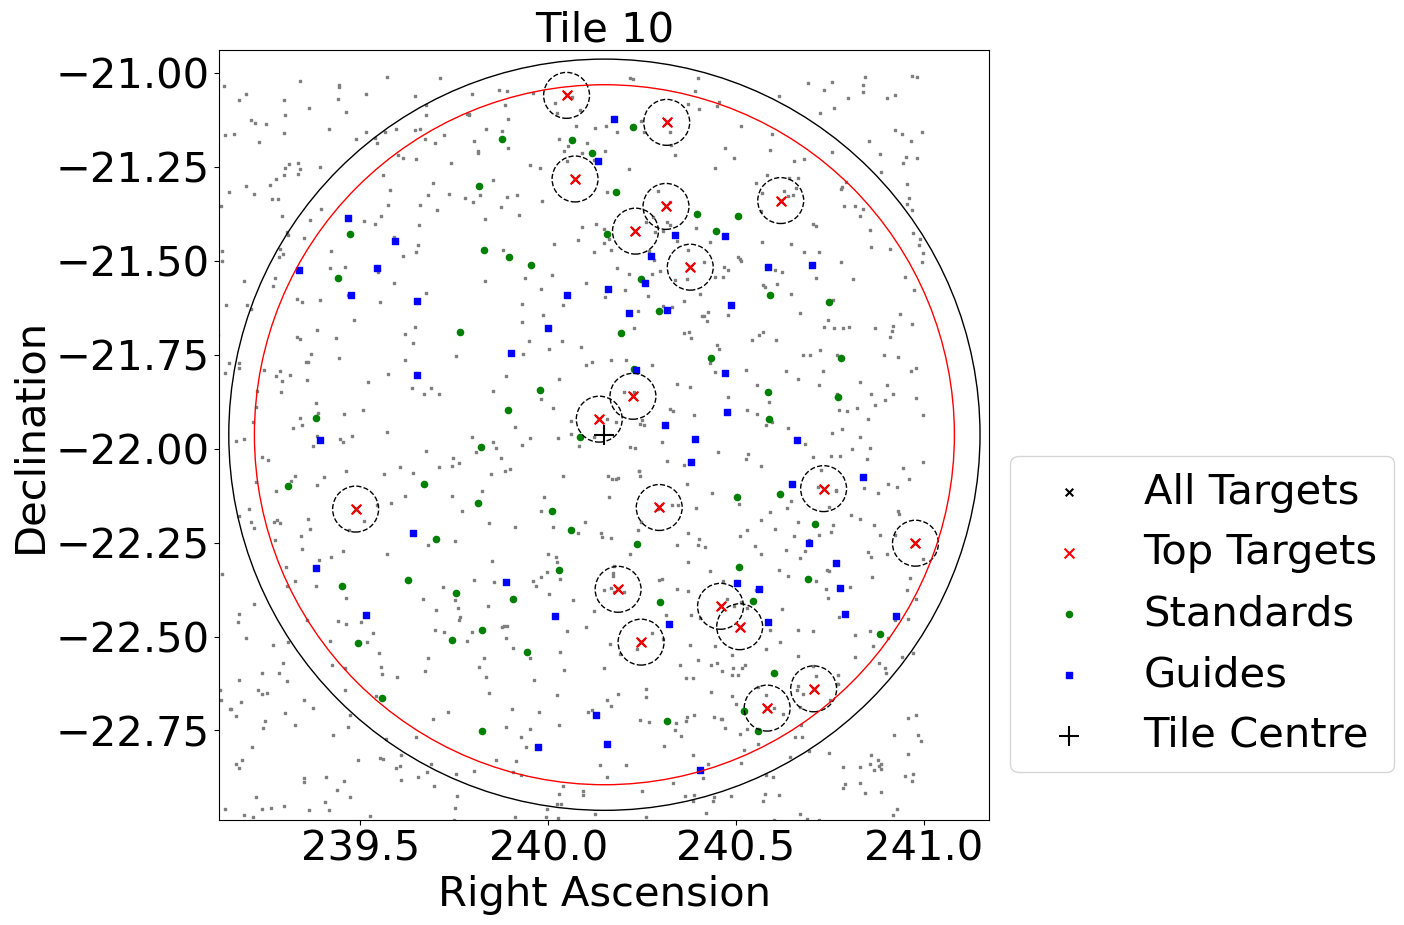 Tile 10
−21.00
−21.25
−21.50
−21.75
−22.00
−22.25
−22.50
−22.75
Declination
239.5
240.0
240.5
241.0
Right Ascension
All Targets
Top Targets
Standards
Guides
Tile Centre